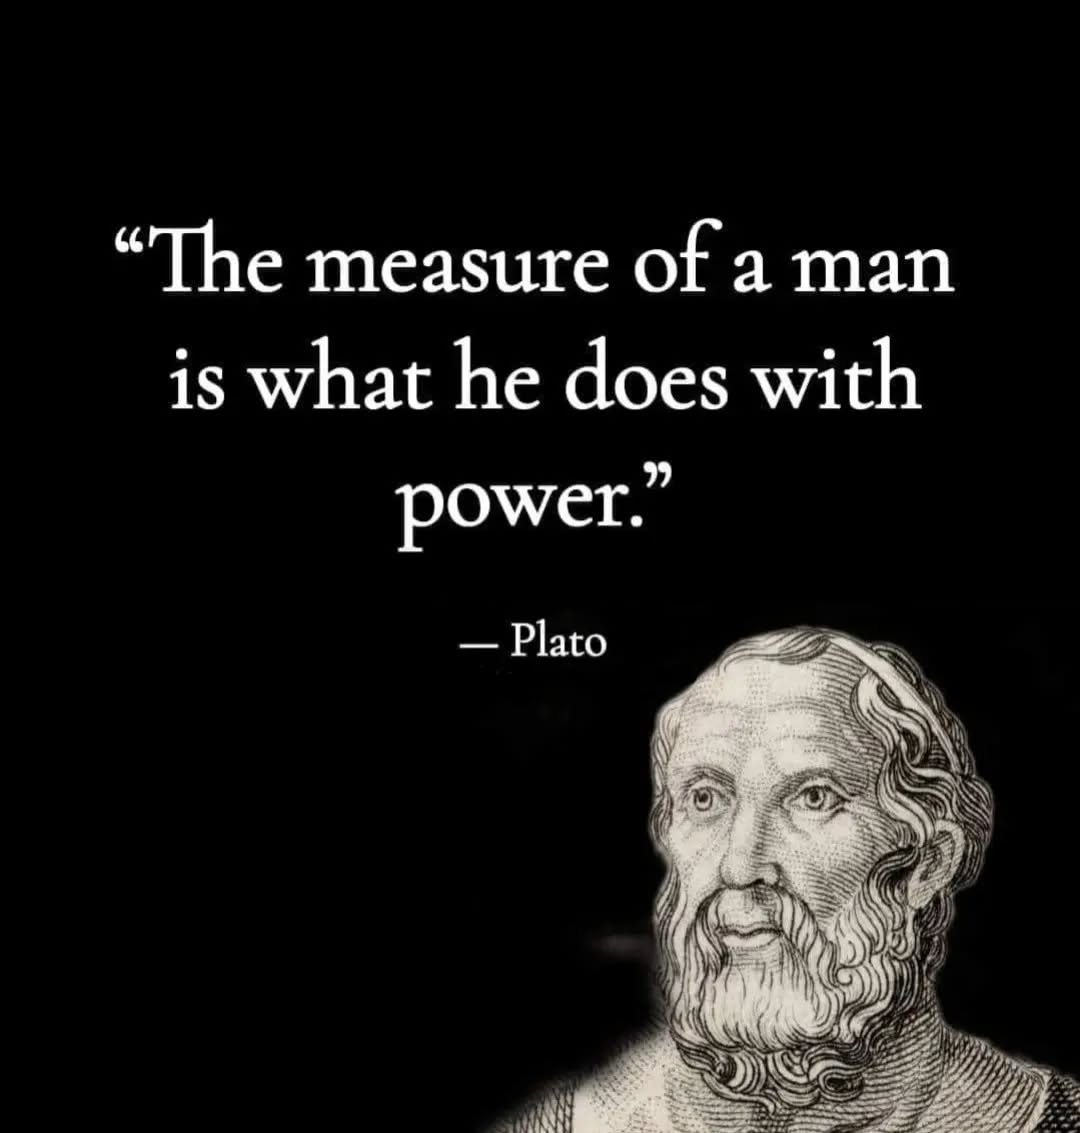 “The measure of a man
is what he does with
power.”
— Plato